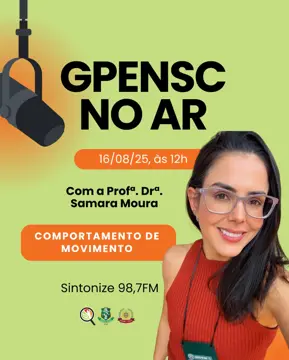 GPENSC
NO AR
16/08/25, às 12h
Com a Profª. Drª.
Samara Moura
COMPORTAMENTO DE
MOVIMENTO
Sintonize 98,7FM